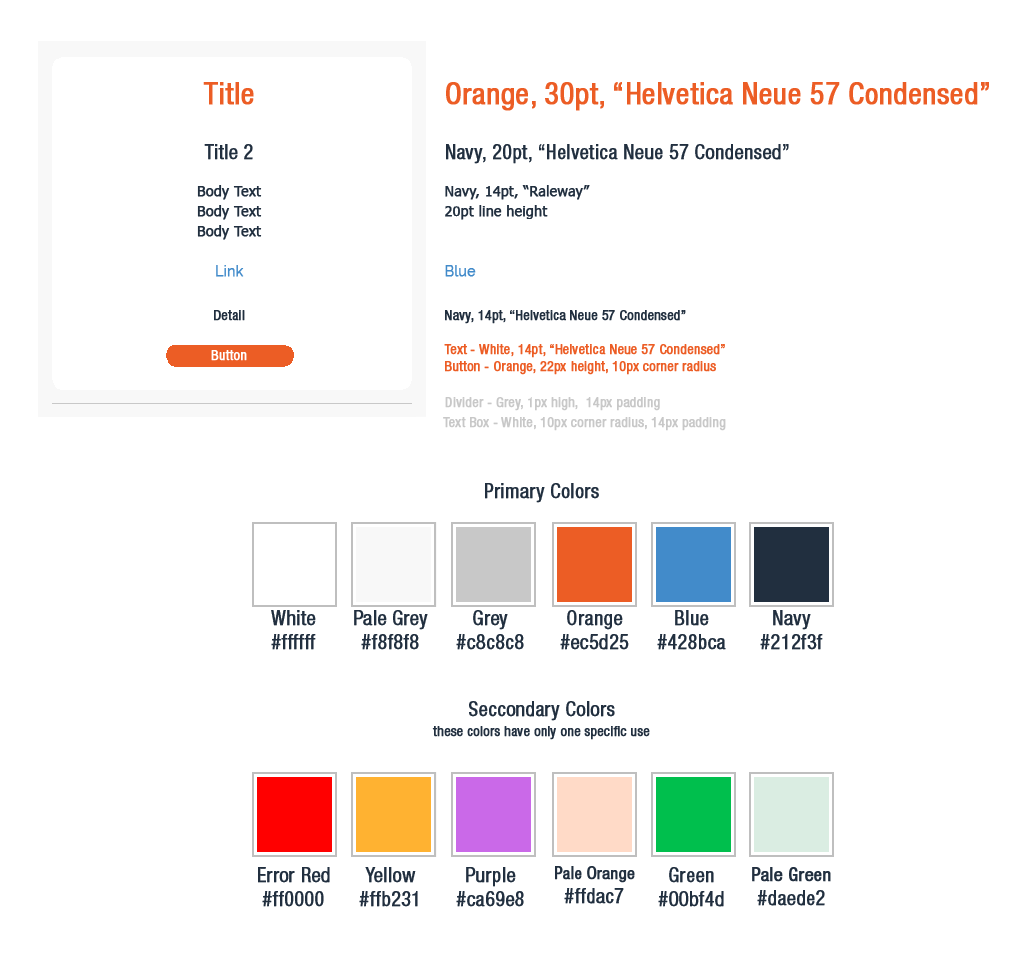 Title
Orange, 30pt, “Helvetica Neue 57 Condensed”
Title 2
Navy, 20pt, “Helvetica Neue 57 Condensed”
Body Text
Body Text
Body Text
Navy, 14pt, “Raleway”
20pt line height
Link
Blue
Detail
Navy, 14pt, “Helvetica Neue 57 Condensed”
Button
Text - White, 14pt, “Helvetica Neue 57 Condensed”
Button - Orange, 22px height, 10px corner radius
Divider - Grey, 1px high,  14px padding
Text Box - White, 10px corner radius, 14px padding
Primary Colors
White
#ffffff
Pale Grey
#f8f8f8
Grey
#c8c8c8
Orange
#ec5d25
Blue
#428bca
Navy
#212f3f
Seccondary Colors
these colors have only one specific use
Error Red
#ff0000
Yellow
#ffb231
Purple
#ca69e8
Pale Orange
#ffdac7
Green
#00bf4d
Pale Green
#daede2